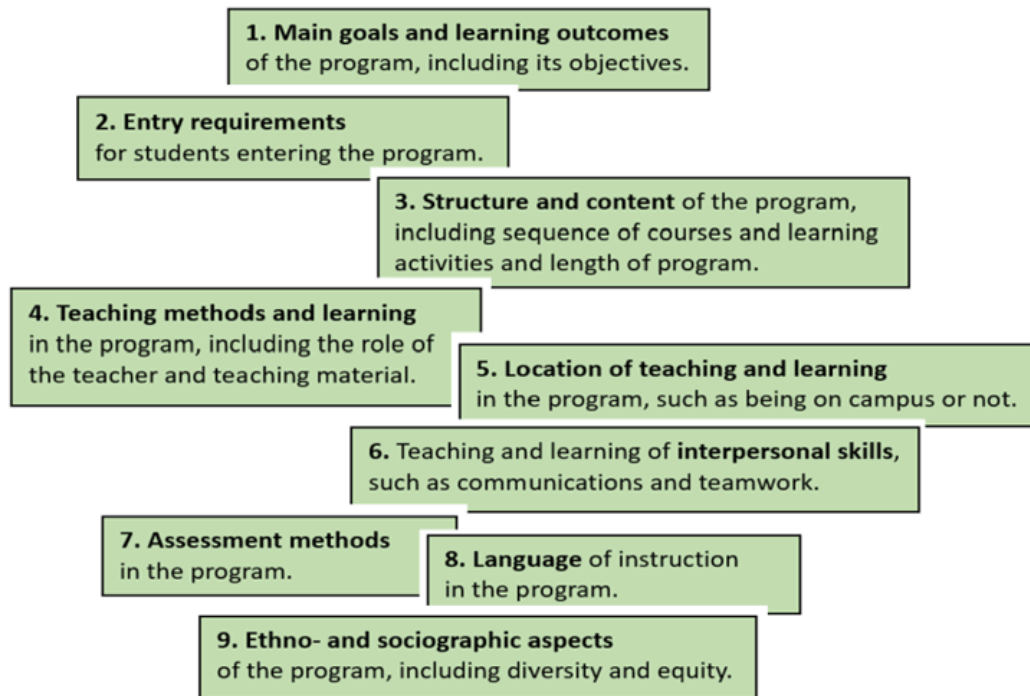 1. Main goals and learning outcomes
of the program, including its objectives.
2. Entry requirements
for students entering the program.
3. Structure and content of the program,
including sequence of courses and learning
activities and length of program.
4. Teaching methods and learning
in the program, including the role of
the teacher and teaching material.
5. Location of teaching and learning
in the program, such as being on campus or not.
6. Teaching and learning of interpersonal skills,
such as communications and teamwork.
7. Assessment methods
in the program.
8. Language of instruction
in the program.
9. Ethno- and sociographic aspects
of the program, including diversity and equity.